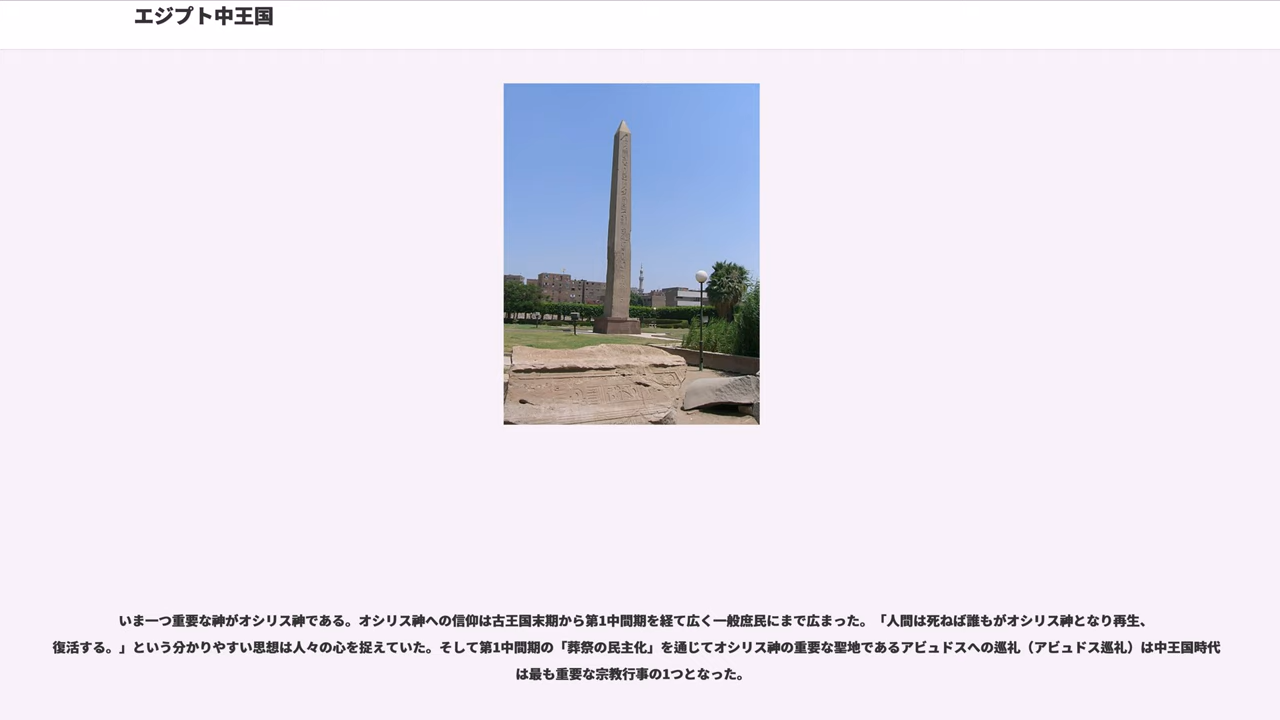 エジプト中王国
いま一つ重要な神がオシリス神である。オシリス神への信仰は古王国末期から第1中間期を経て広く一般庶民にまで広まった。「人間は死ねば誰もがオシリス神となり再生、
復活する。」という分かりやすい思想は人々の心を捉えていた。そして第1中間期の「葬祭の民主化」を通じてオシリス神の重要な聖地であるアビュドスへの巡礼（アビュドス巡礼）は中王国時代
は最も重要な宗教行事の1つとなった。